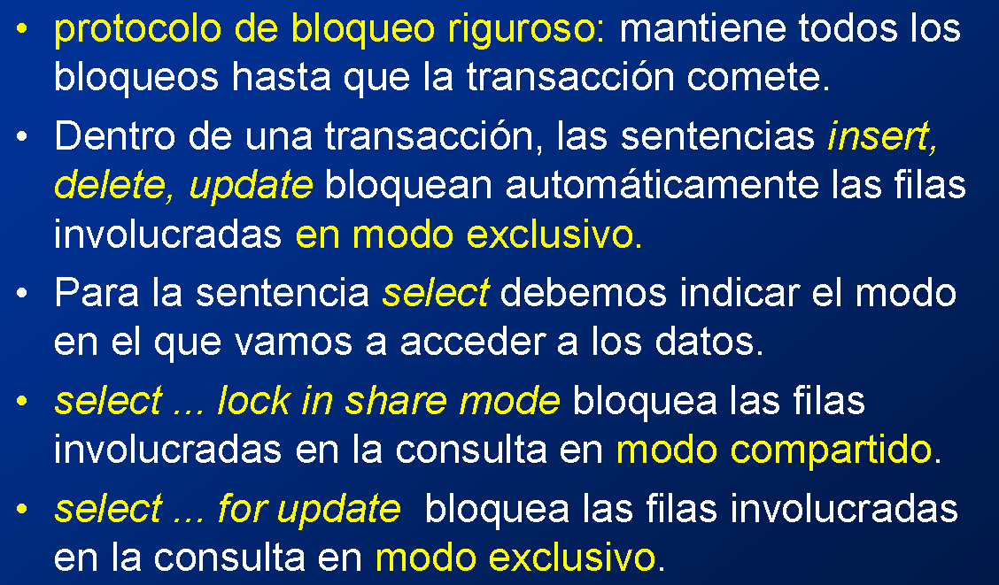 • protocolo de bloqueo riguroso: mantiene todos los
bloqueos hasta que la transacción comete.
• Dentro de una transacción, las sentencias insert,
delete, update bloquean automáticamente las filas
involucradas en modo exclusivo.
• Para la sentencia select debemos indicar el modo
en el que vamos a acceder a los datos.
• select ... lock in share mode bloquea las filas
involucradas en la consulta en modo compartido.
• select ... for update bloquea las filas involucradas
en la consulta en modo exclusivo.